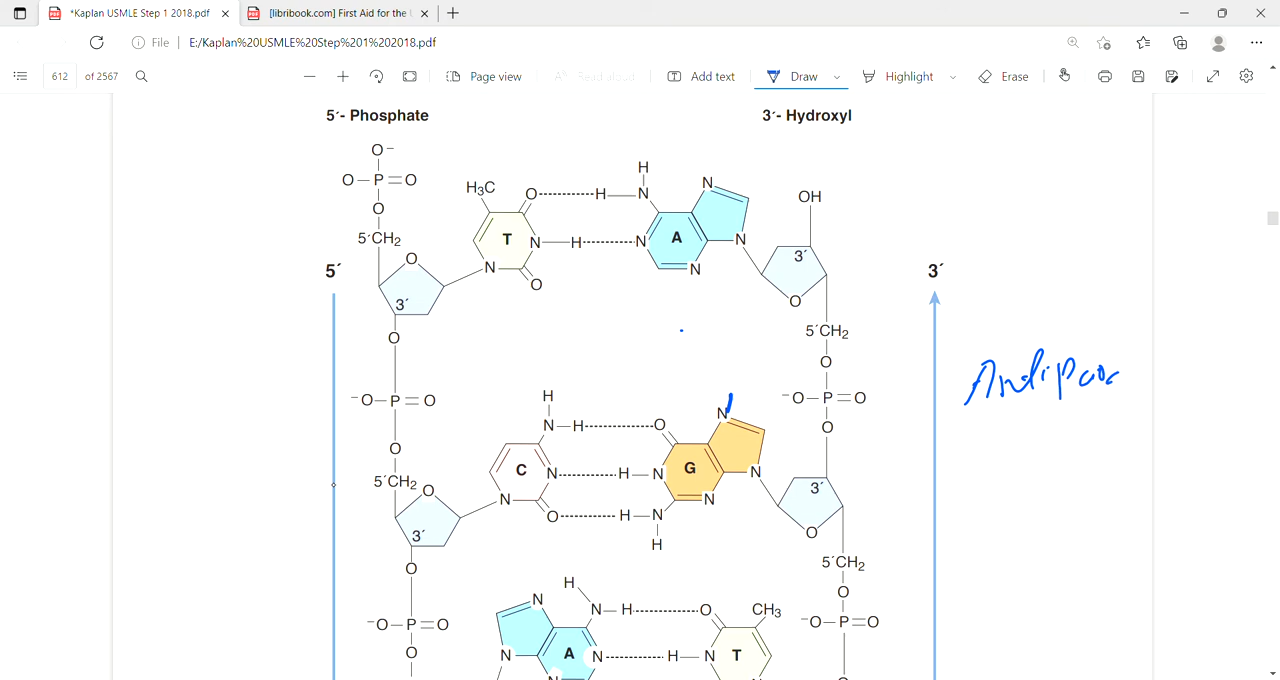 *Kaplan USMLE Step 1 2018.pdf
[libribook.com] First Aid for the
File
E:/Kaplan%20USMLE%20Step%201%202018.pdf
612 of 2567
Page view
Read aloud
Add text
Draw
Highlight
Erase
5′- Phosphate
3′- Hydroxyl
O−
O P O
O
5′CH2
O
3′
5′
H3C
O
T
N
N
O
H
H
H
N
N
A
N
N
N
OH
3′
O
5′CH2
3′
O
−O P O
O
5′CH2
O
3′
H
N H
C
N
N
O
O
H N
G
N
N
N
H N
H
O
−O P O
O
3′
O
5′CH2
O
−O P O
O
H
N H
N
N
A
N
N
O
CH3
H N
T
O
−O P O